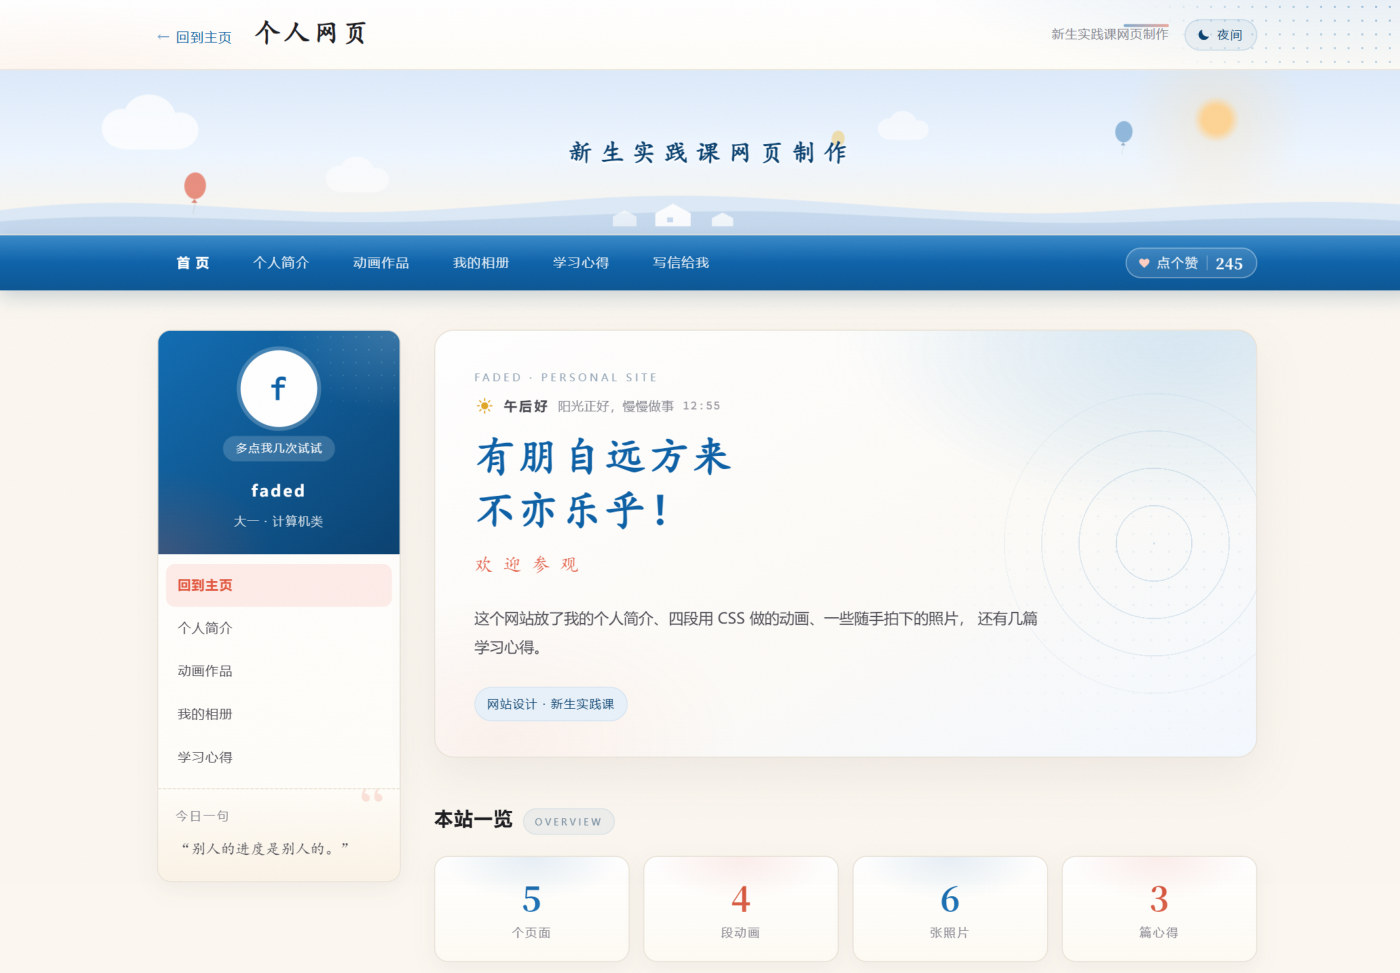 ← 回到主页
个人网页
新生实践课网页制作
夜间
新生实践课网页制作
首 页
个人简介
动画作品
我的相册
学习心得
写信给我
点个赞 245
f
多点我几次试试
faded
大一 · 计算机类
回到主页
个人简介
动画作品
我的相册
学习心得
今日一句
“别人的进度是别人的。”
FADED · PERSONAL SITE
午后好 阳光正好，慢慢做事 12:55
有朋自远方来
不亦乐乎！
欢迎参观
这个网站放了我的个人简介、四段用 CSS 做的动画、一些随手拍下的照片， 还有几篇
学习心得。
网站设计 · 新生实践课
本站一览 OVERVIEW
5
个页面
4
段动画
6
张照片
3
篇心得